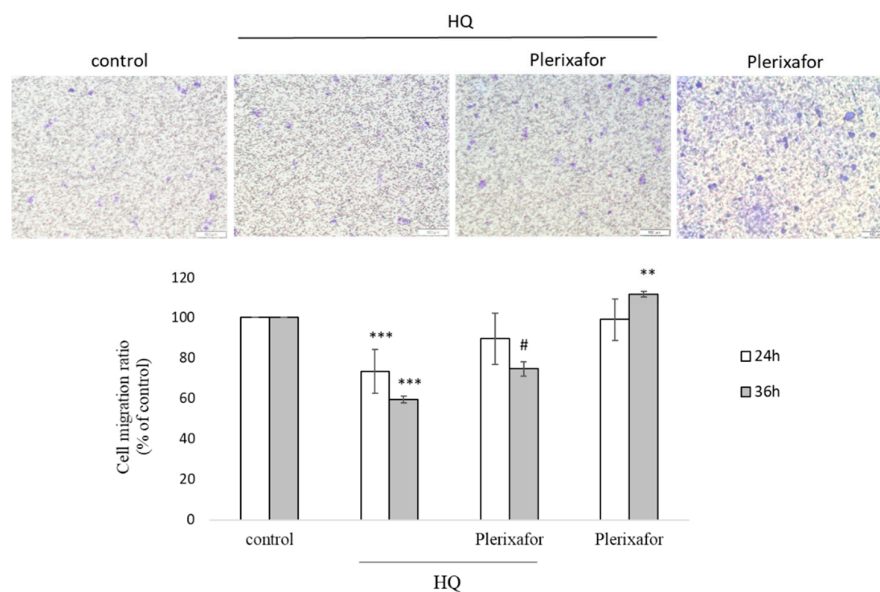 HQ
control
Plerixafor
Plerixafor
120
100
80
60
40
20
0
Cell migration ratio
(% of control)
***
***
#
**
24h
36h
control
Plerixafor
Plerixafor
HQ